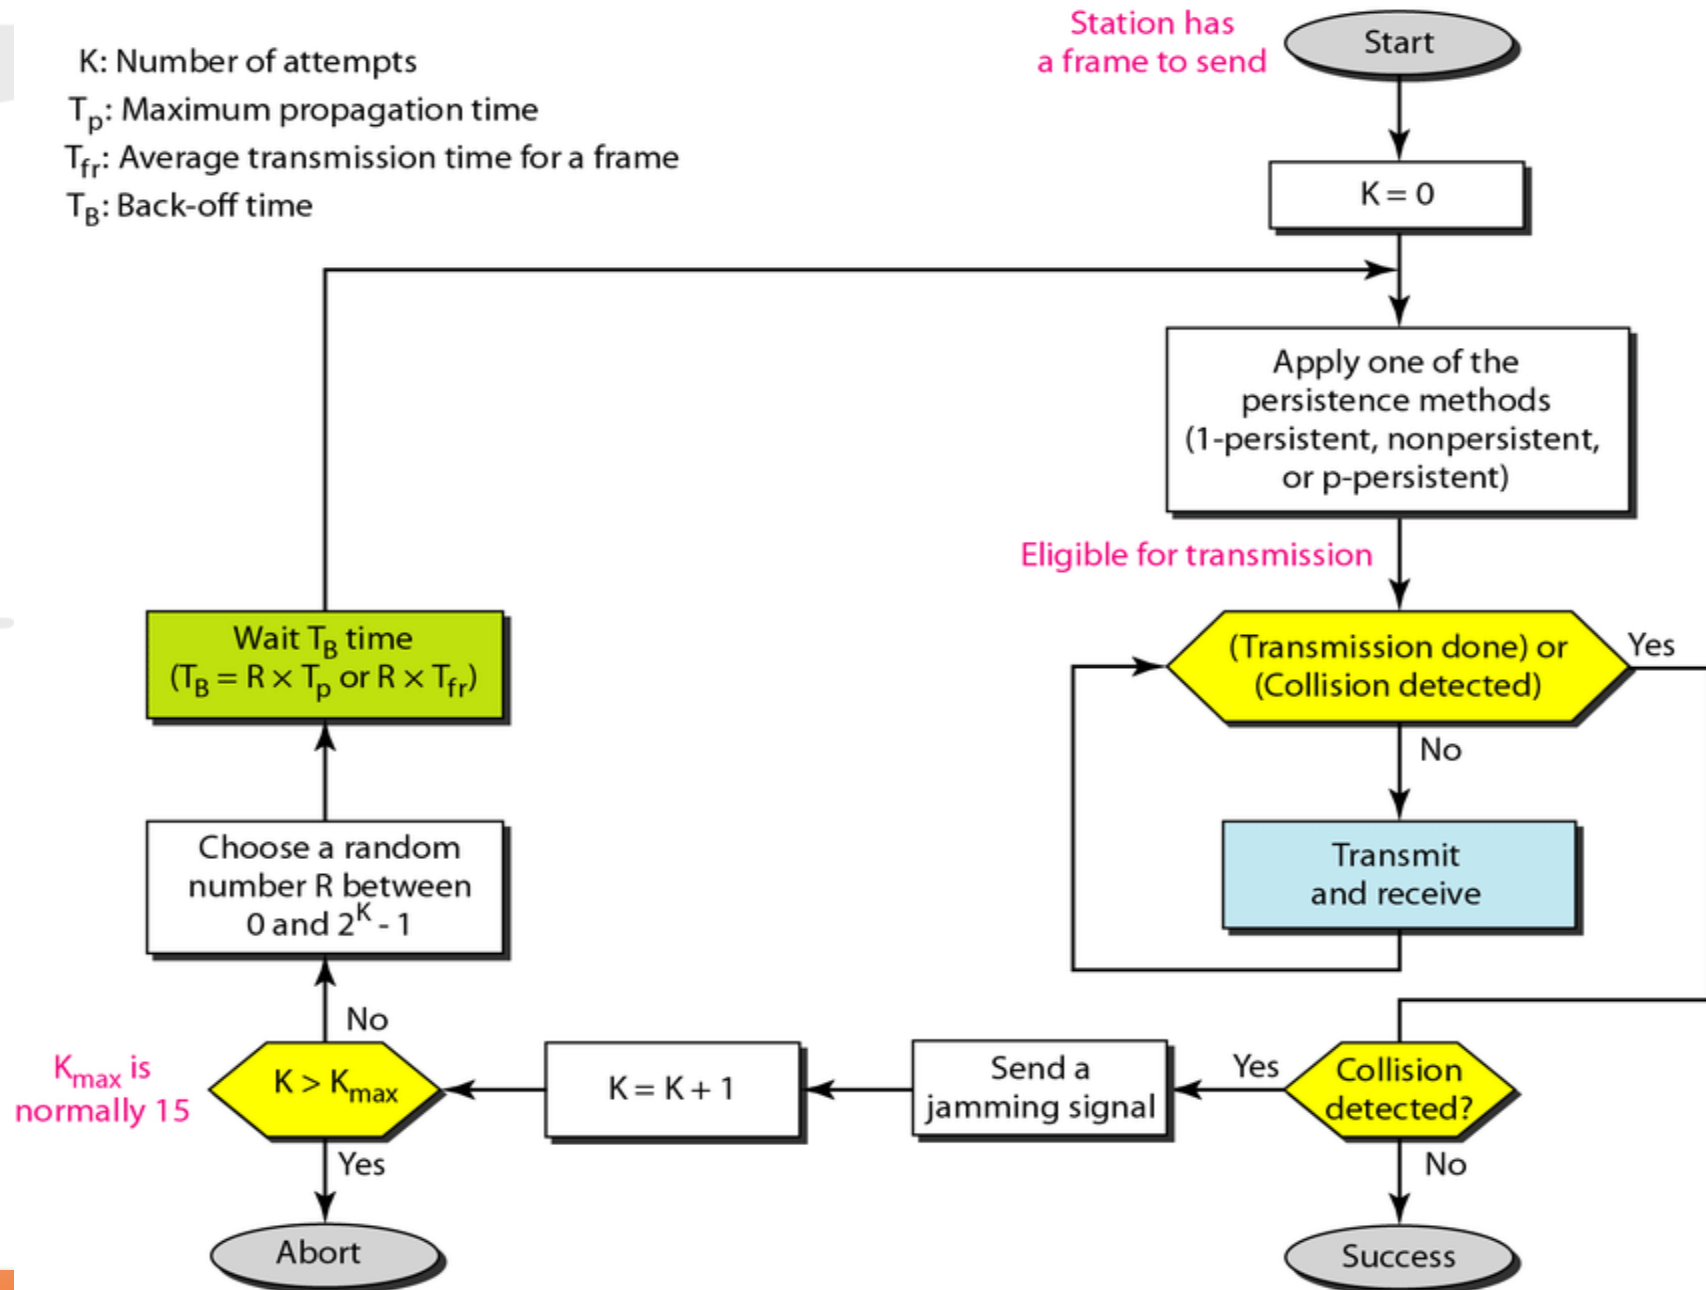 K: Number of attempts
Tp: Maximum propagation time
Tfr: Average transmission time for a frame
TB: Back-off time
Station has
a frame to send
Start
K = 0
Apply one of the
persistence methods
(1-persistent, nonpersistent,
or p-persistent)
Eligible for transmission
(Transmission done) or
(Collision detected)
Yes
No
Transmit
and receive
Collision
detected?
Yes
No
Success
Send a
jamming signal
K = K + 1
K > Kmax
Kmax is
normally 15
Yes
Abort
No
Choose a random
number R between
0 and 2^K - 1
Wait TB time
(TB = R × Tp or R × Tfr)